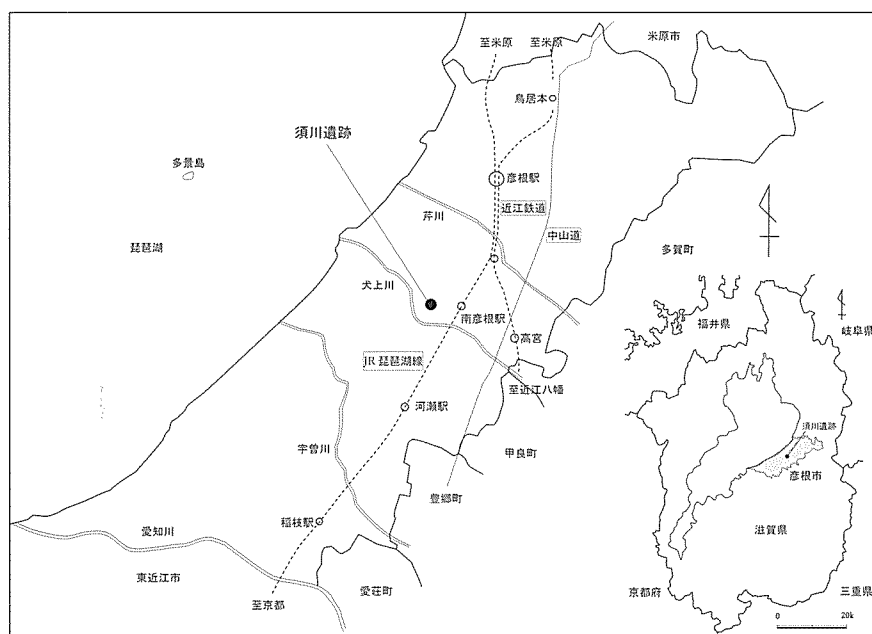 至米原
至米原
米原市
鳥居本
須川遺跡
多景島
彦根駅
近江鉄道
芹川
中山道
琵琶湖
多賀町
犬上川
南彦根駅
高宮
JR琵琶湖線
至近江八幡
河瀬駅
宇曽川
甲良町
豊郷町
稲枝駅
愛知川
東近江市
愛荘町
至京都
福井県
岐阜県
須川遺跡
彦根市
滋賀県
京都府
三重県
0 20k